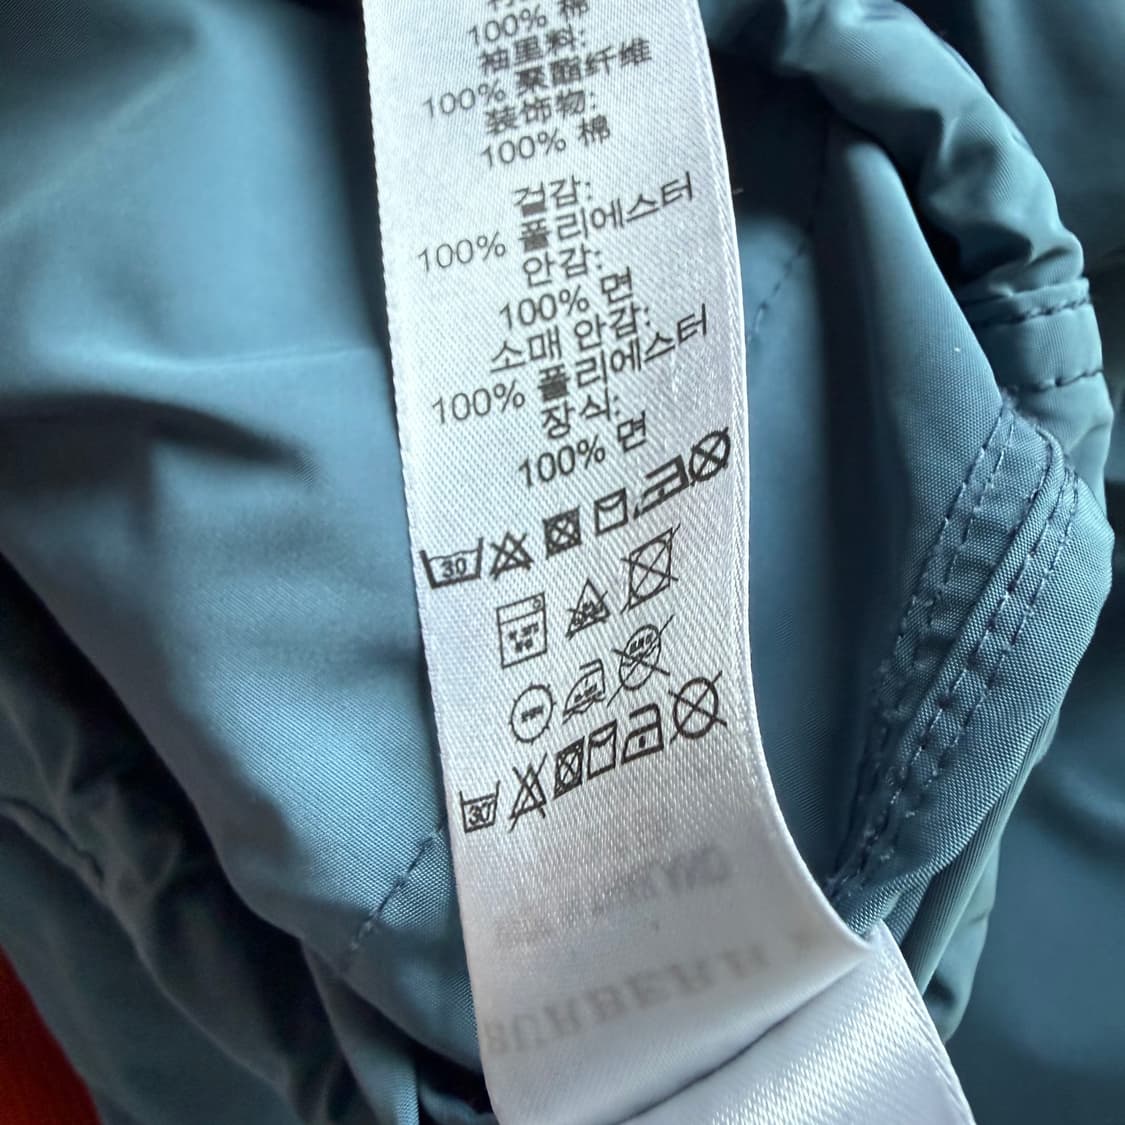 100% 棉
袖里料:
100% 聚酯纤维
装饰物:
100% 棉
겉감:
100% 폴리에스터
안감:
100% 면
소매 안감:
100% 폴리에스터
장식:
100% 면
30
30